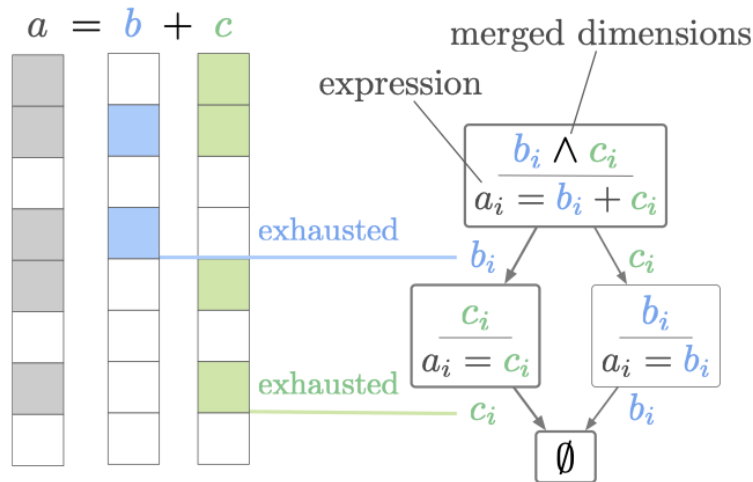 a = b + c
merged dimensions
expression
b_i ∧ c_i
a_i = b_i + c_i
exhausted
b_i
c_i
c_i
a_i = c_i
b_i
a_i = b_i
exhausted
c_i
b_i
∅